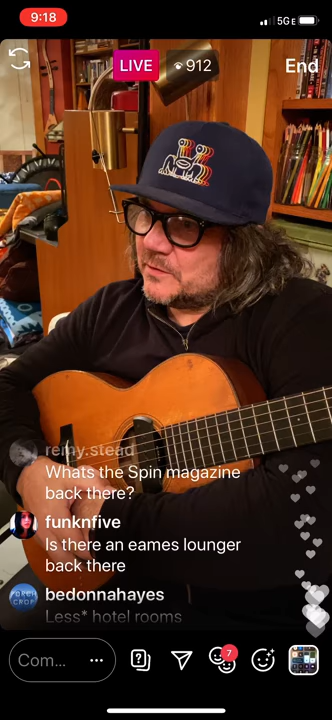 9:18
5GE
LIVE
912
End
remy.stead
Whats the Spin magazine
back there?
funknfive
Is there an eames lounger
back there
bedonnahayes
Less* hotel rooms
Com...
7